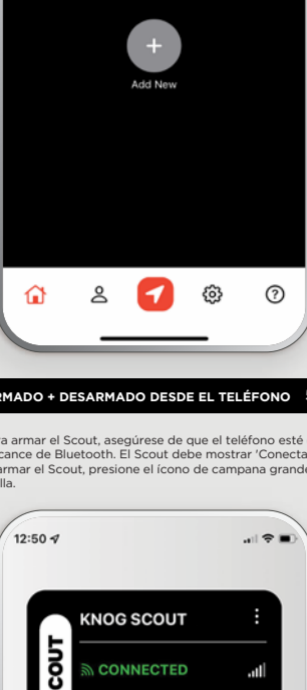 +
Add New
RMADO + DESARMADO DESDE EL TELÉFONO
a armar el Scout, asegúrese de que el teléfono esté
cance de Bluetooth. El Scout debe mostrar 'Conecta
armar el Scout, presione el ícono de campana grande
lla.
12:50
KNOG SCOUT
COUT
CONNECTED